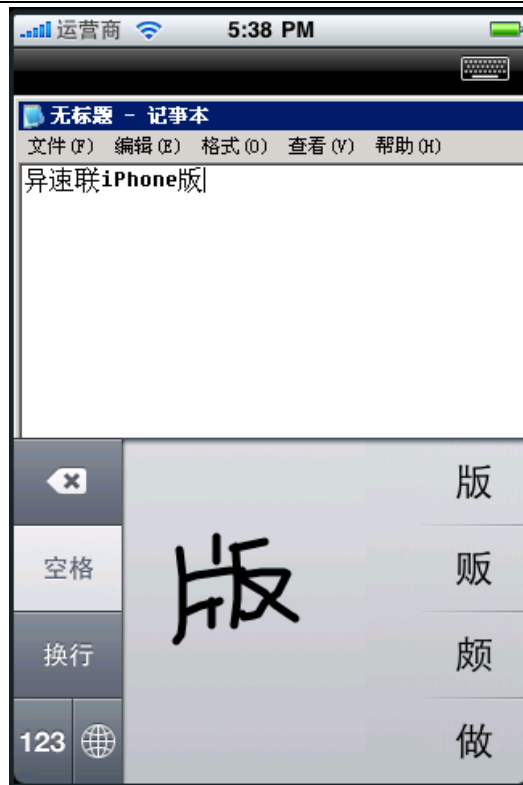 运营商 5:38 PM
无标题 - 记事本
文件(F) 编辑(E) 格式(O) 查看(V) 帮助(H)
异速联iPhone版
版
空格 版 贩
换行 颇
123 做